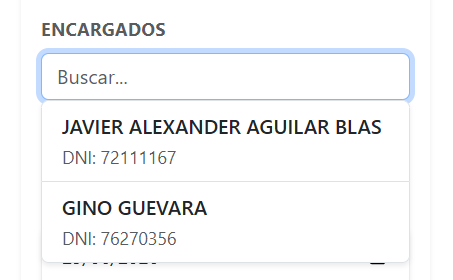 ENCARGADOS
Buscar...
JAVIER ALEXANDER AGUILAR BLAS
DNI: 72111167
GINO GUEVARA
DNI: 76270356